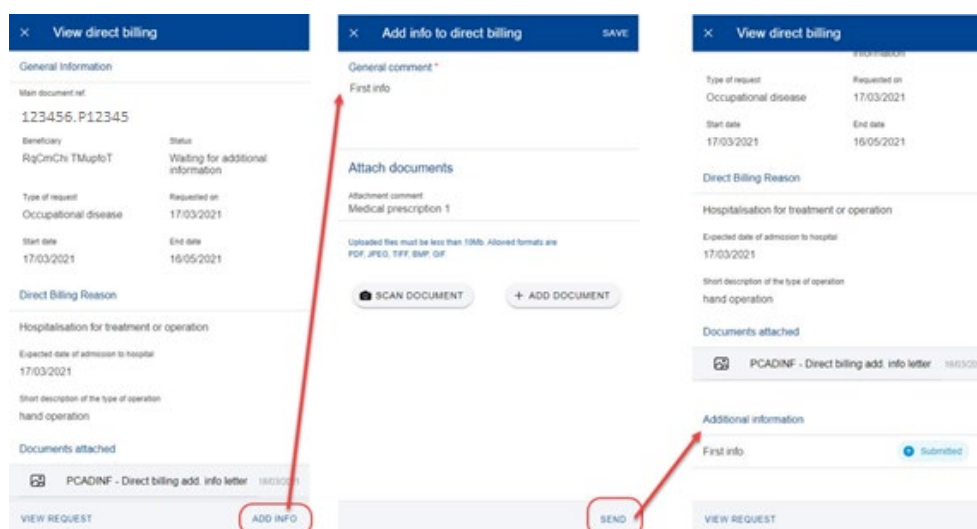 × View direct billing
General Information
Main document ref.
123456.P12345
Beneficiary Status
RqCmChi TMupfoT Waiting for additional
information
Type of request Requested on
Occupational disease 17/03/2021
Start date End date
17/03/2021 16/05/2021
Direct Billing Reason
Hospitalisation for treatment or operation
Expected date of admission to hospital
17/03/2021
Short description of the type of operation
hand operation
Documents attached
PCADINF - Direct billing add. info letter
VIEW REQUEST ADD INFO
× Add info to direct billing SAVE
General comment *
First info
Attach documents
Attachment comment
Medical prescription 1
Uploaded files must be less than 10Mb. Allowed formats are
PDF, JPEG, TIFF, BMP, GIF
SCAN DOCUMENT + ADD DOCUMENT
SEND
× View direct billing
information
Type of request Requested on
Occupational disease 17/03/2021
Start date End date
17/03/2021 16/05/2021
Direct Billing Reason
Hospitalisation for treatment or operation
Expected date of admission to hospital
17/03/2021
Short description of the type of operation
hand operation
Documents attached
PCADINF - Direct billing add. info letter
Additional information
First info Submitted
VIEW REQUEST